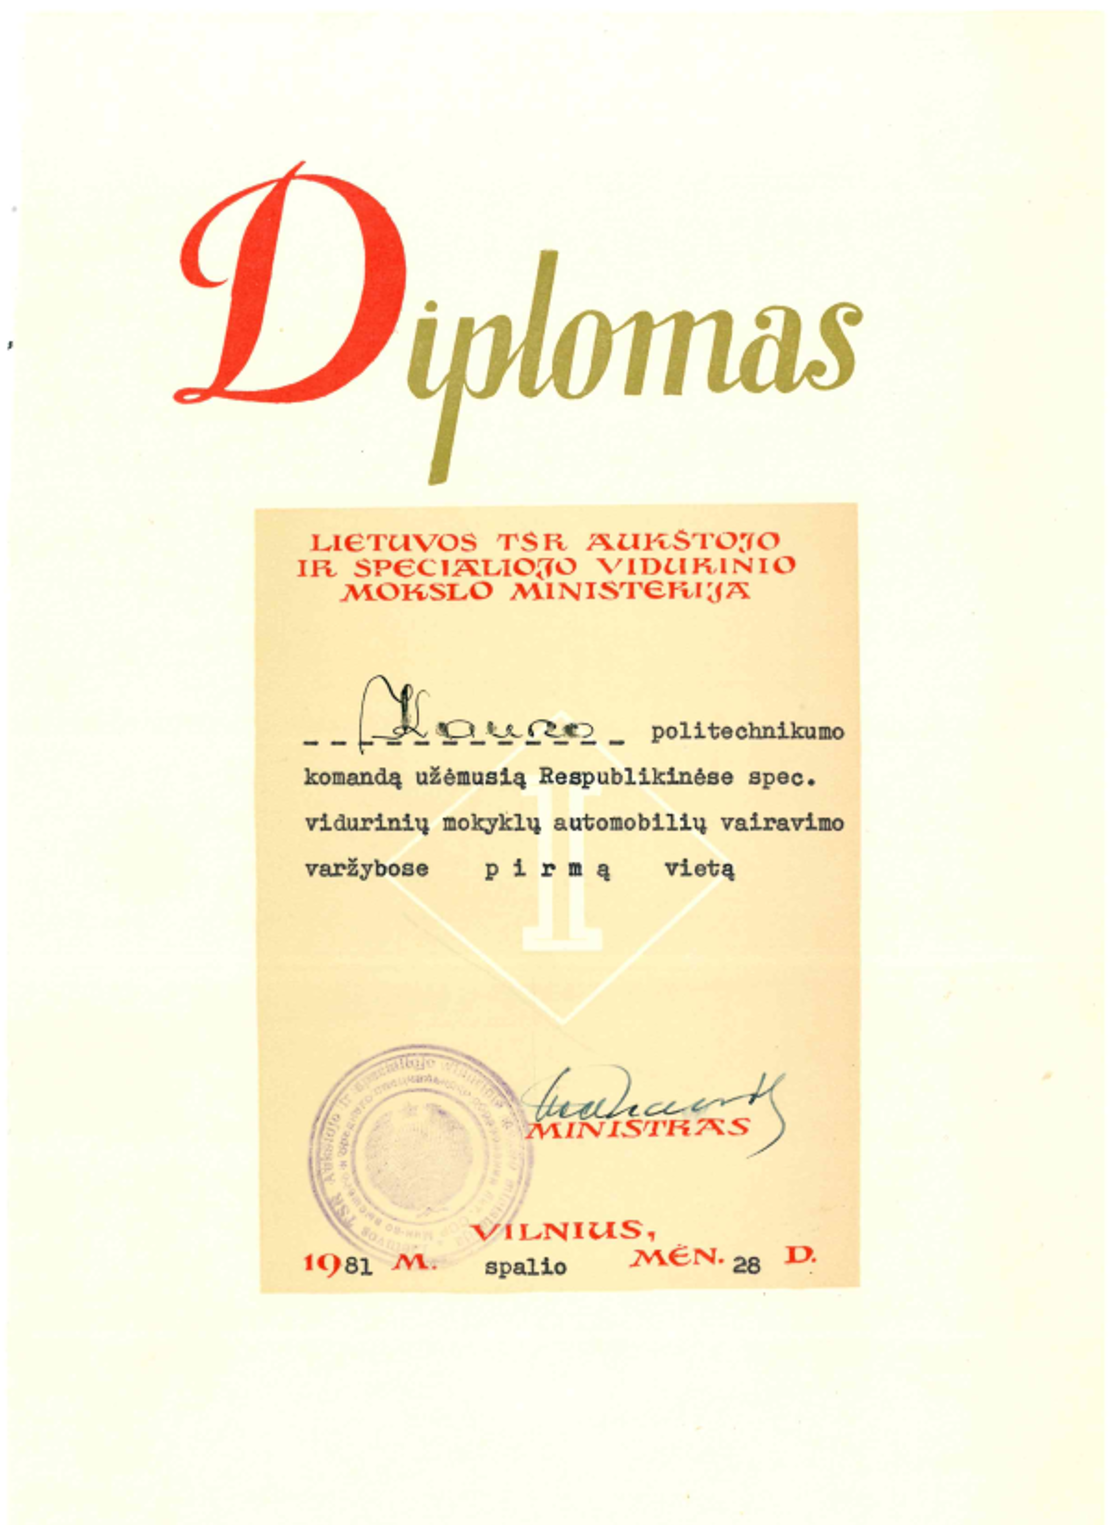 Diplomas
LIETUVOS TSR AUKŠTOJO
IR SPECIALIOJO VIDURINIO
MOKSLO MINISTERIJA
Kauno politechnikumo
komandą užėmusią Respublikinėse spec.
vidurinių mokyklų automobilių vairavimo
varžybose pirmą vietą
II
MINISTRAS
VILNIUS,
1981 M. spalio MĖN. 28 D.